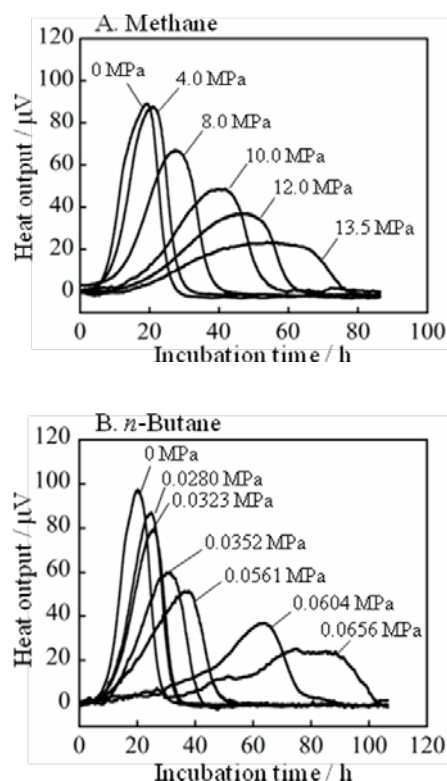 A. Methane
120
100
80
60
40
20
0
-20
Heat output / μV
0 MPa
4.0 MPa
8.0 MPa
10.0 MPa
12.0 MPa
13.5 MPa
0 20 40 60 80 100
Incubation time / h
B. n-Butane
120
100
80
60
40
20
0
-20
Heat output / μV
0 MPa
0.0280 MPa
0.0323 MPa
0.0352 MPa
0.0561 MPa
0.0604 MPa
0.0656 MPa
0 20 40 60 80 100 120
Incubation time / h